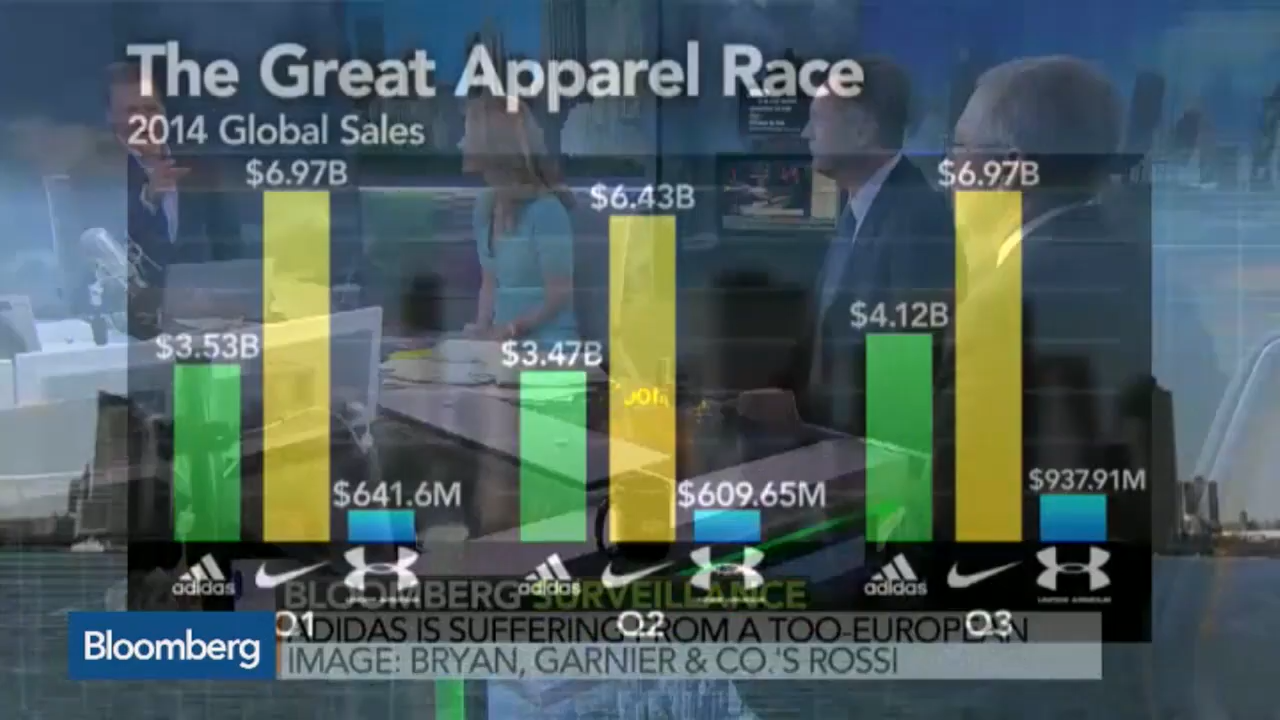 The Great Apparel Race
2014 Global Sales
$6.97B
$6.43B
$6.97B
$3.53B
$3.47B
$4.12B
$641.6M
$609.65M
$937.91M
adidas
adidas
adidas
UNDER ARMOUR
BLOOMBERG SURVEILLANCE
Q1
Q2
Q3
ADIDAS IS SUFFERING FROM A TOO-EUROPEAN
IMAGE: BRYAN, GARNIER & CO.'S ROSSI
Bloomberg